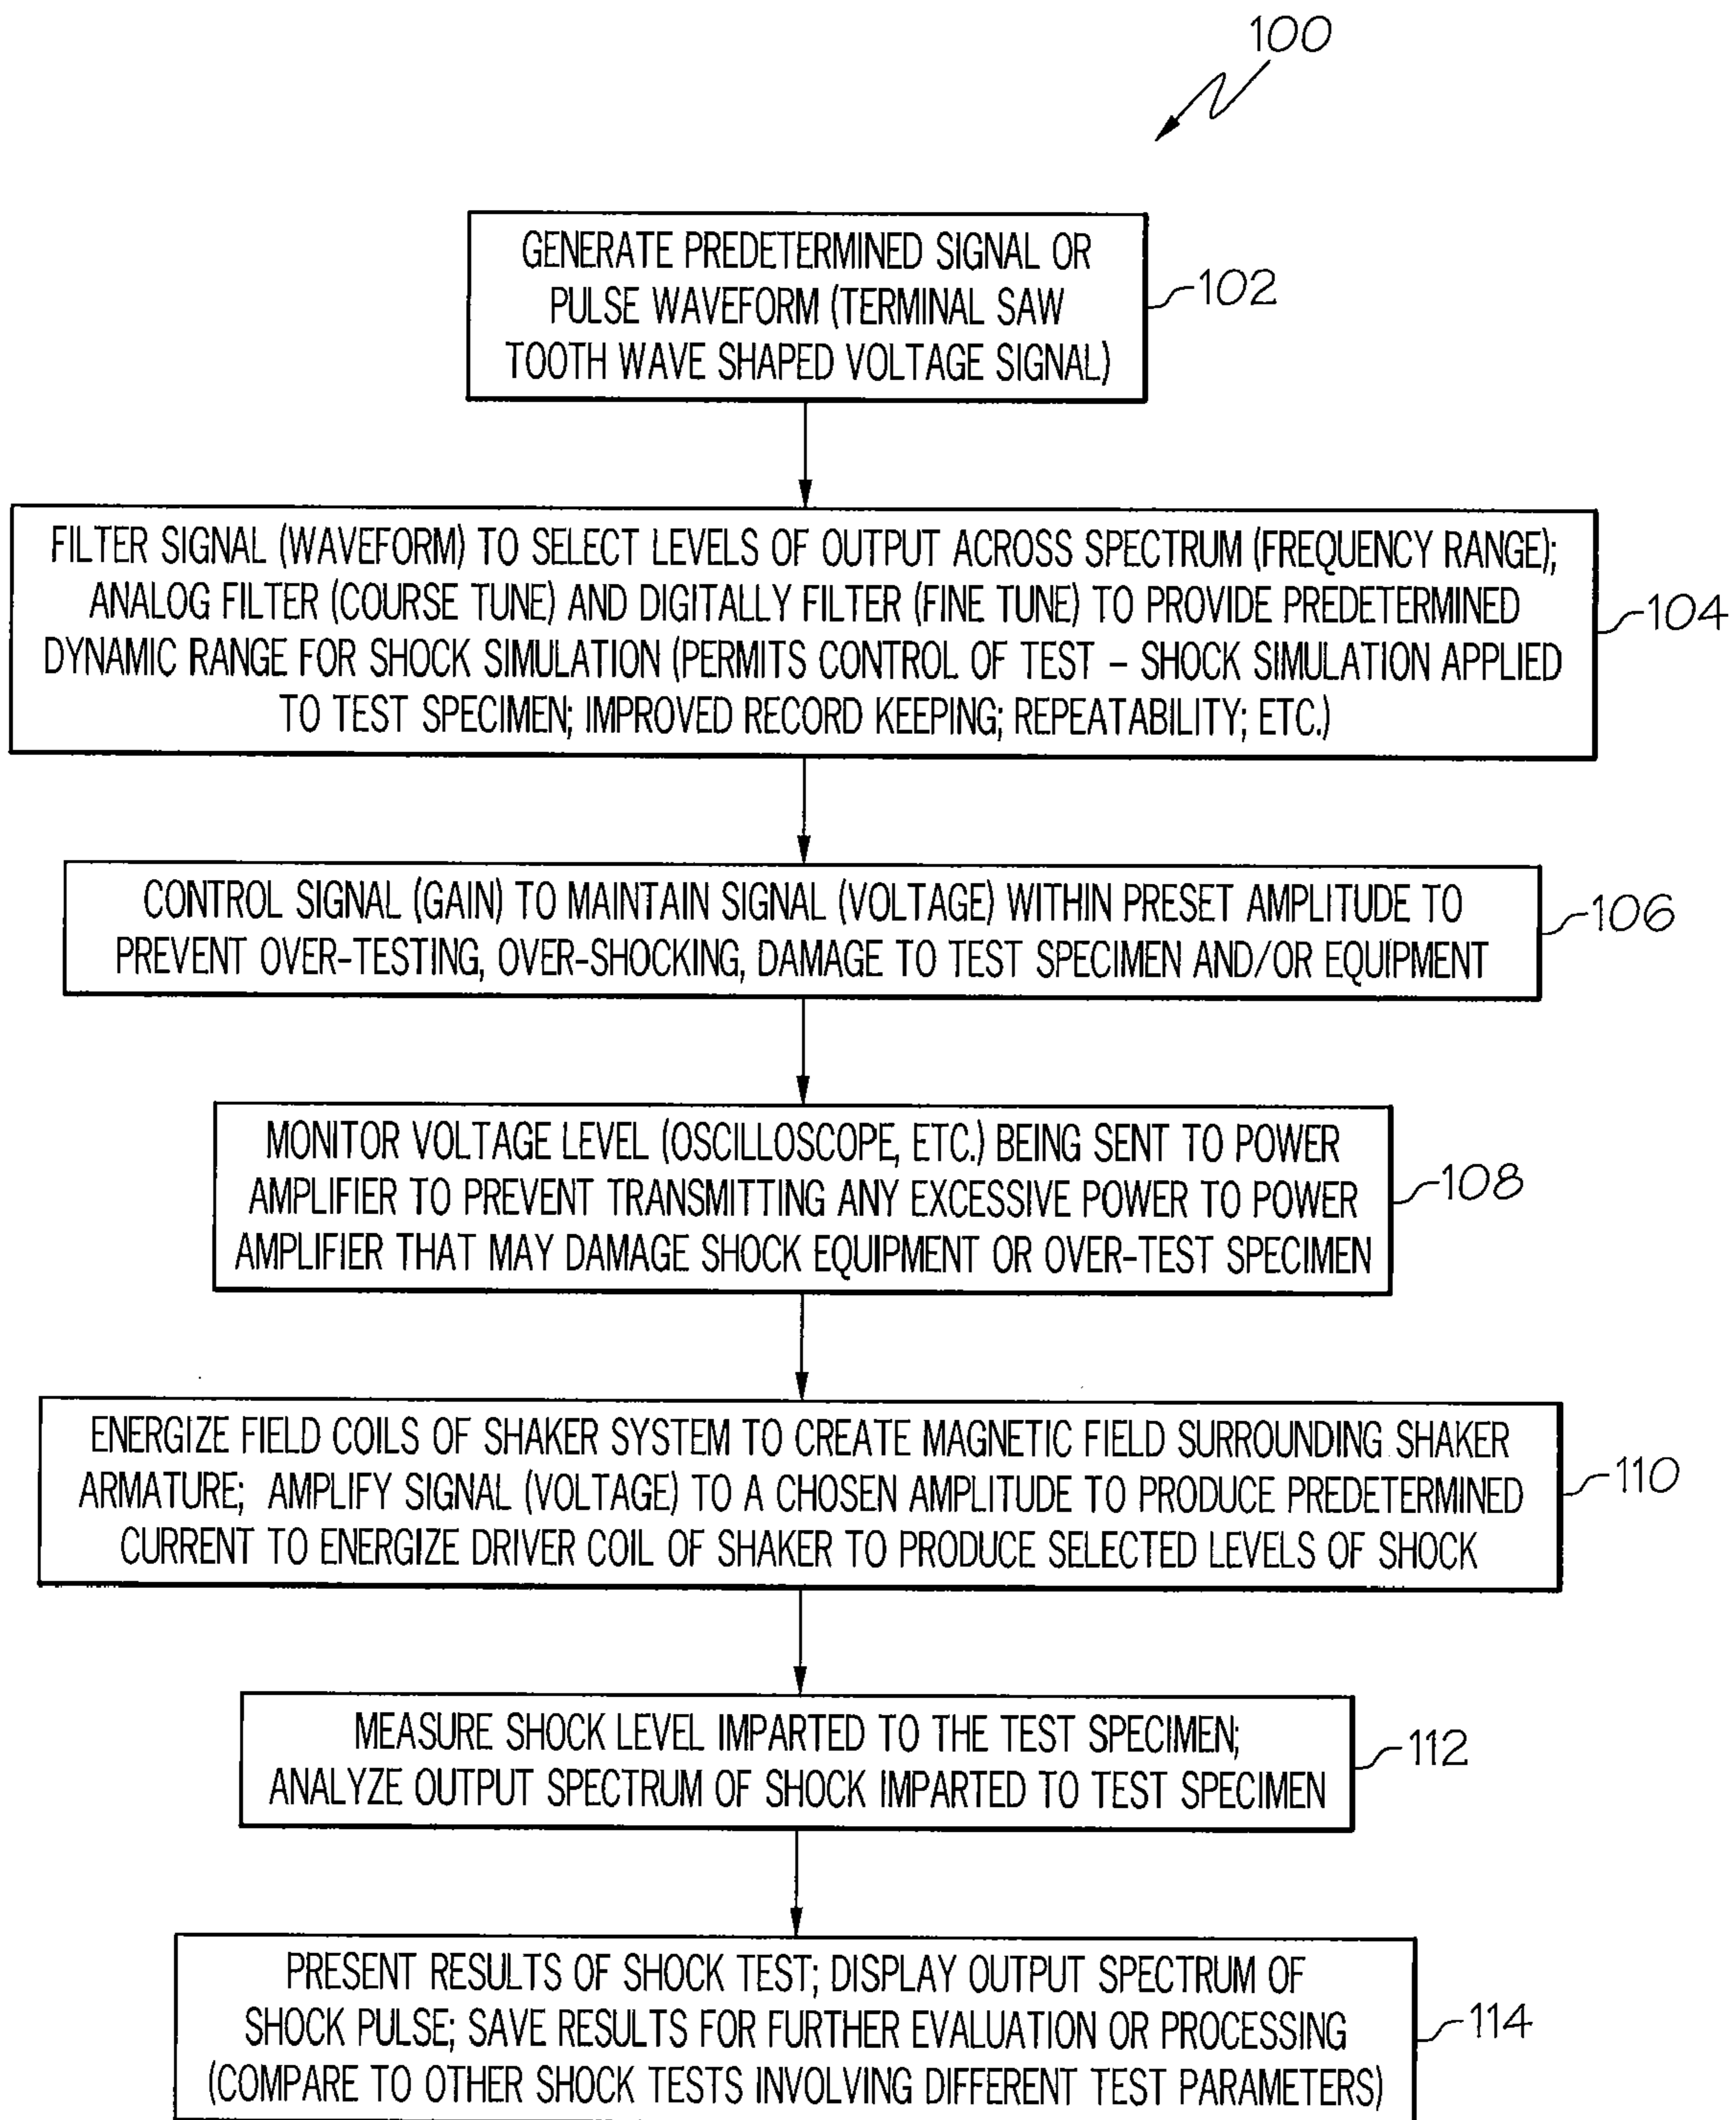 100
GENERATE PREDETERMINED SIGNAL OR
PULSE WAVEFORM (TERMINAL SAW
TOOTH WAVE SHAPED VOLTAGE SIGNAL)
102
FILTER SIGNAL (WAVEFORM) TO SELECT LEVELS OF OUTPUT ACROSS SPECTRUM (FREQUENCY RANGE);
ANALOG FILTER (COURSE TUNE) AND DIGITALLY FILTER (FINE TUNE) TO PROVIDE PREDETERMINED
DYNAMIC RANGE FOR SHOCK SIMULATION (PERMITS CONTROL OF TEST – SHOCK SIMULATION APPLIED
TO TEST SPECIMEN; IMPROVED RECORD KEEPING; REPEATABILITY; ETC.)
104
CONTROL SIGNAL (GAIN) TO MAINTAIN SIGNAL (VOLTAGE) WITHIN PRESET AMPLITUDE TO
PREVENT OVER-TESTING, OVER-SHOCKING, DAMAGE TO TEST SPECIMEN AND/OR EQUIPMENT
106
MONITOR VOLTAGE LEVEL (OSCILLOSCOPE, ETC.) BEING SENT TO POWER
AMPLIFIER TO PREVENT TRANSMITTING ANY EXCESSIVE POWER TO POWER
AMPLIFIER THAT MAY DAMAGE SHOCK EQUIPMENT OR OVER-TEST SPECIMEN
108
ENERGIZE FIELD COILS OF SHAKER SYSTEM TO CREATE MAGNETIC FIELD SURROUNDING SHAKER
ARMATURE; AMPLIFY SIGNAL (VOLTAGE) TO A CHOSEN AMPLITUDE TO PRODUCE PREDETERMINED
CURRENT TO ENERGIZE DRIVER COIL OF SHAKER TO PRODUCE SELECTED LEVELS OF SHOCK
110
MEASURE SHOCK LEVEL IMPARTED TO THE TEST SPECIMEN;
ANALYZE OUTPUT SPECTRUM OF SHOCK IMPARTED TO TEST SPECIMEN
112
PRESENT RESULTS OF SHOCK TEST; DISPLAY OUTPUT SPECTRUM OF
SHOCK PULSE; SAVE RESULTS FOR FURTHER EVALUATION OR PROCESSING
(COMPARE TO OTHER SHOCK TESTS INVOLVING DIFFERENT TEST PARAMETERS)
114